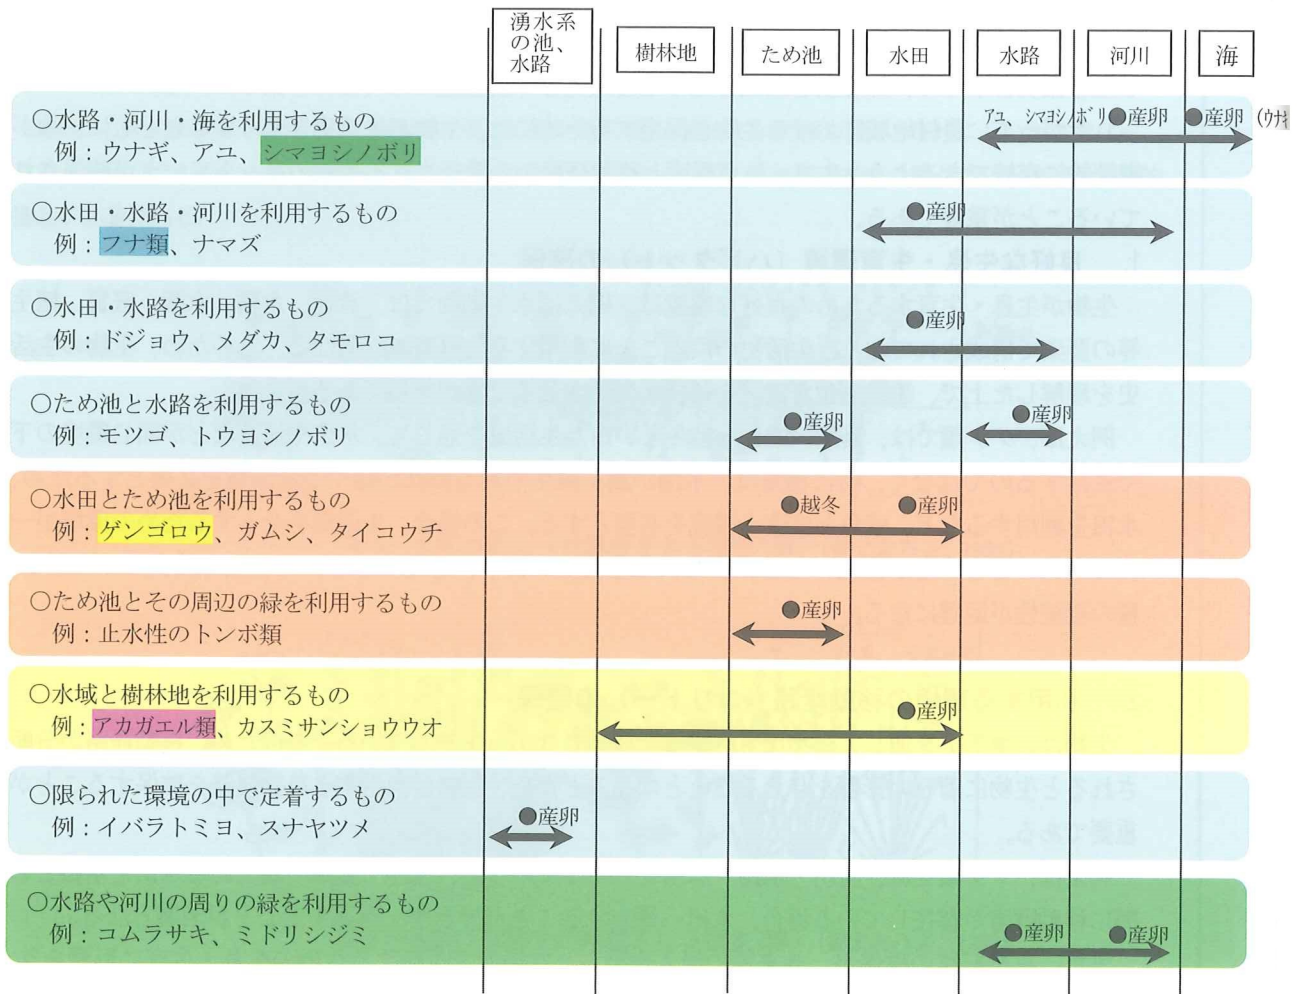 湧水系
の池、
水路
樹林地
ため池
水田
水路
河川
海
○水路・河川・海を利用するもの
例：ウナギ、アユ、シマヨシノボリ
アユ、シマヨシノボリ●産卵
●産卵（ウナ
○水田・水路・河川を利用するもの
例：フナ類、ナマズ
●産卵
○水田・水路を利用するもの
例：ドジョウ、メダカ、タモロコ
●産卵
○ため池と水路を利用するもの
例：モツゴ、トウヨシノボリ
●産卵
●産卵
○水田とため池を利用するもの
例：ゲンゴロウ、ガムシ、タイコウチ
●越冬
●産卵
○ため池とその周辺の緑を利用するもの
例：止水性のトンボ類
●産卵
○水域と樹林地を利用するもの
例：アカガエル類、カスミサンショウウオ
●産卵
○限られた環境の中で定着するもの
例：イバラトミヨ、スナヤツメ
●産卵
○水路や河川の周りの緑を利用するもの
例：コムラサキ、ミドリシジミ
●産卵
●産卵